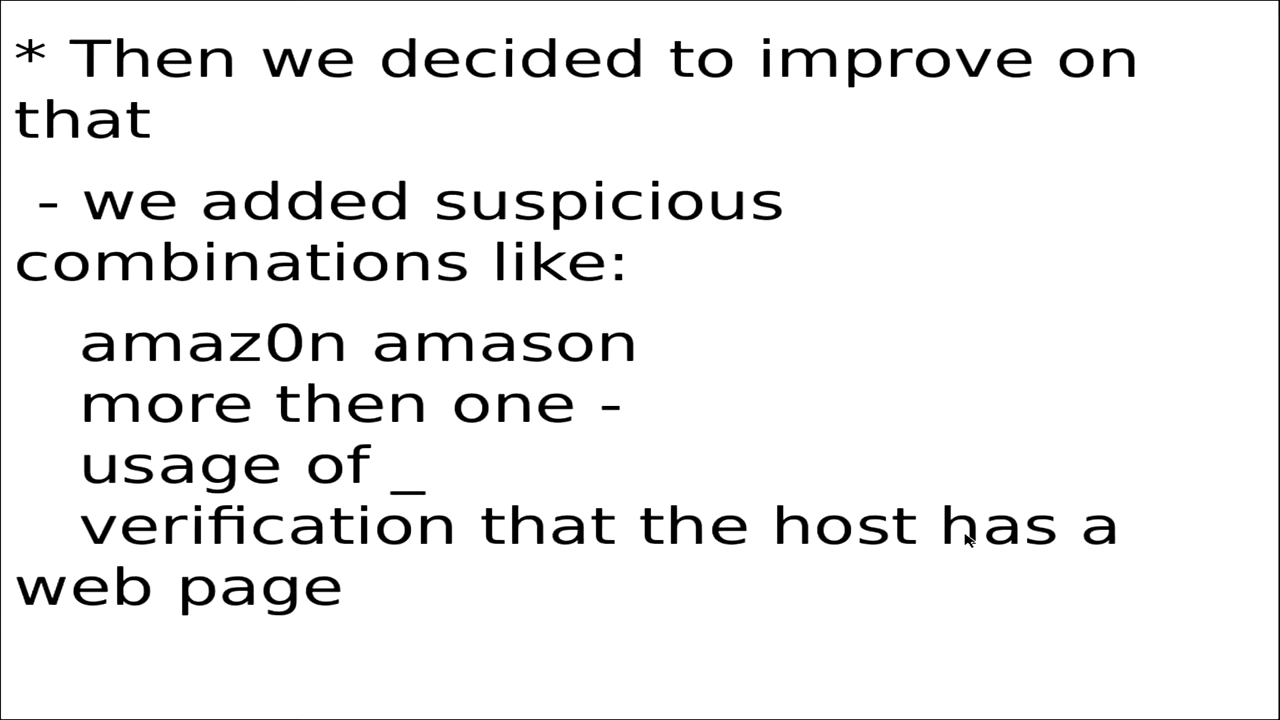 * Then we decided to improve on
that
- we added suspicious
combinations like:
amaz0n amason
more then one -
usage of _
verification that the host has a
web page